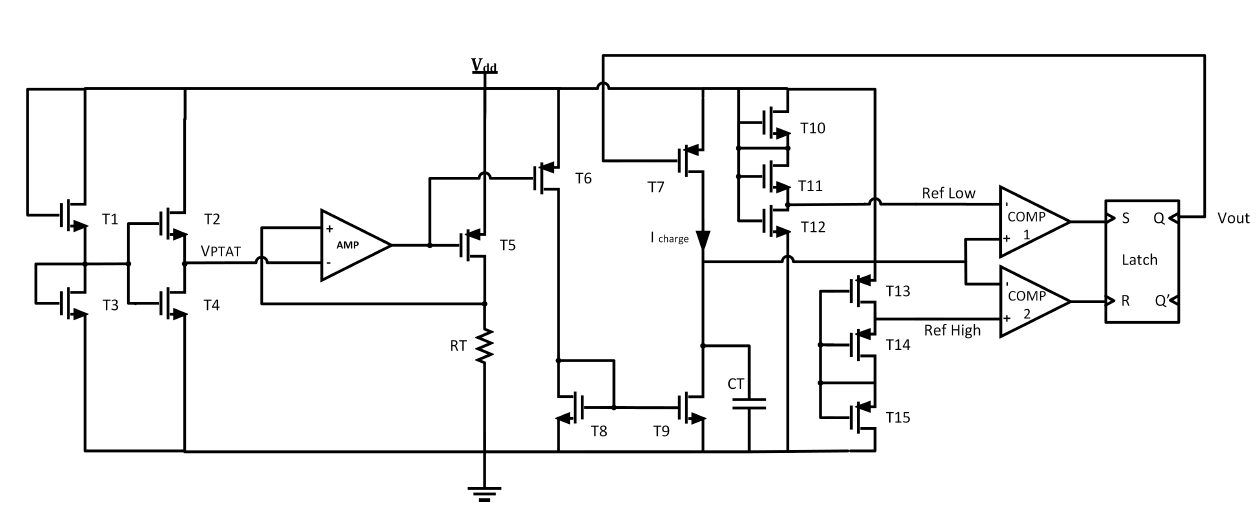 Vdd
T10
T6
T7
T11
T1
T2
Ref Low
T12
COMP
1
S
Q
Vout
VPTAT
AMP
T5
I charge
Latch
T3
T4
T13
COMP
2
R
Q'
Ref High
RT
T14
CT
T8
T9
T15
+
-
-
+
-
+